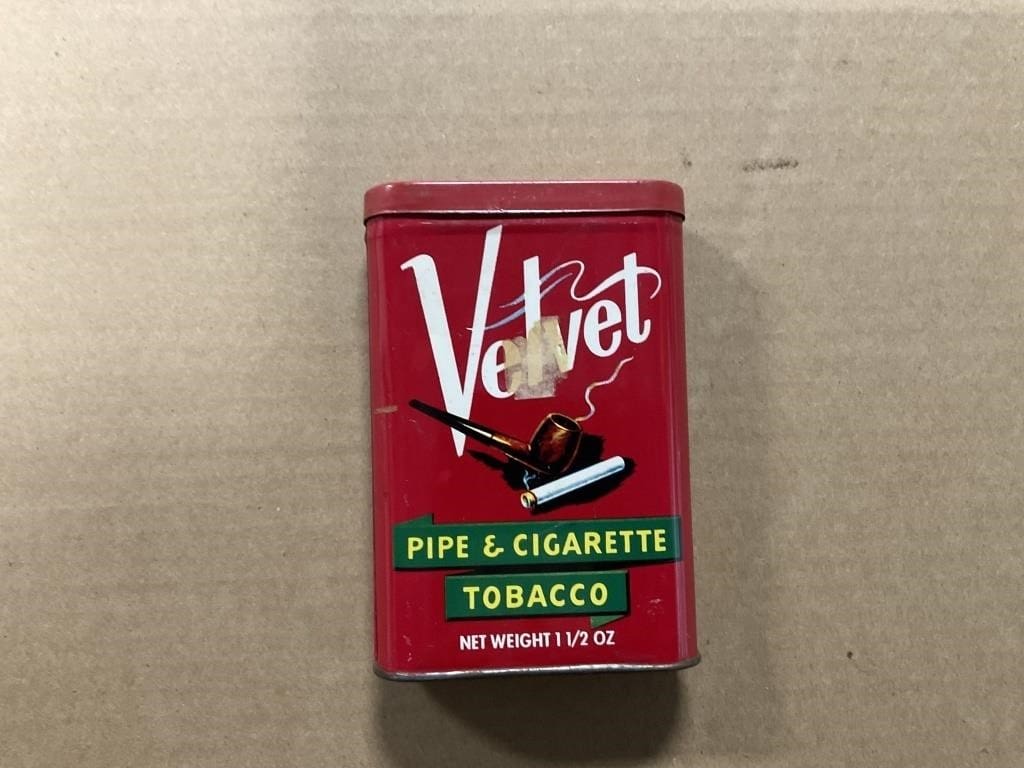 Velvet
PIPE & CIGARETTE
TOBACCO
NET WEIGHT 1 1/2 OZ